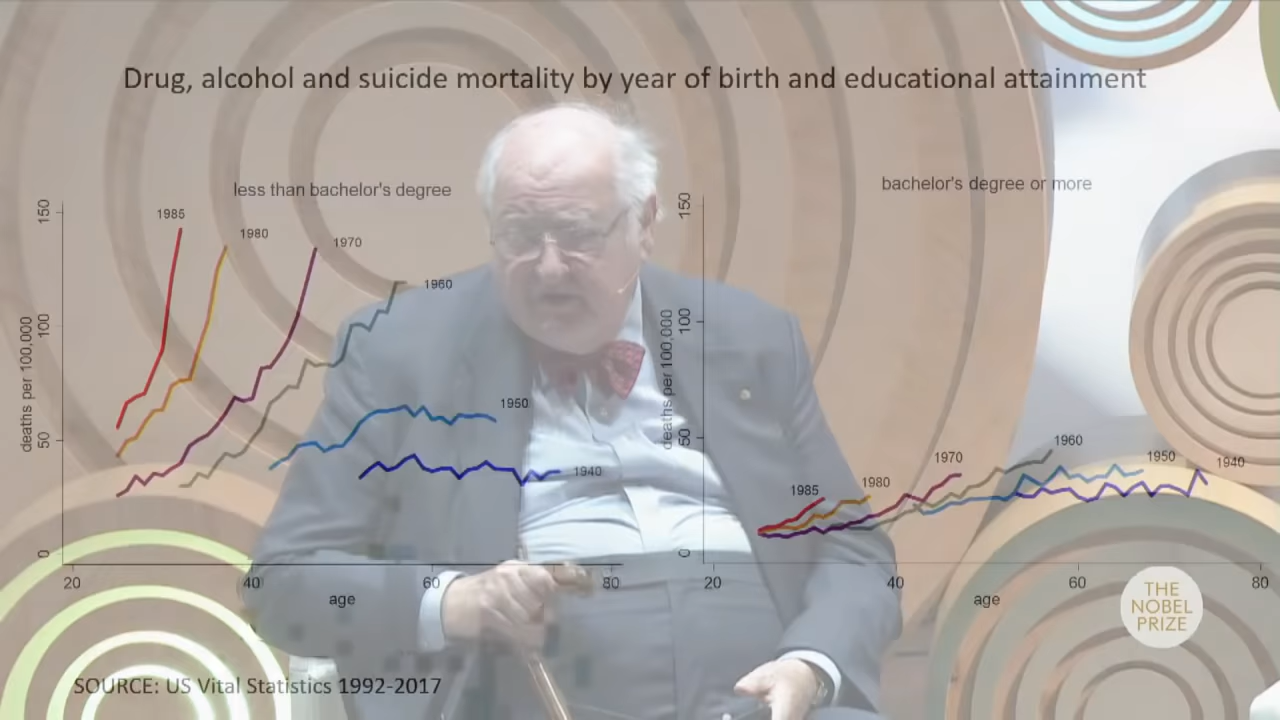 Drug, alcohol and suicide mortality by year of birth and educational attainment
less than bachelor's degree
150
100
50
0
deaths per 100,000
1985
1980
1970
1960
1950
1940
20
40
60
80
age
bachelor's degree or more
150
100
50
0
deaths per 100,000
1985
1980
1970
1960
1950
1940
20
40
60
80
age
THE
NOBEL
PRIZE
SOURCE: US Vital Statistics 1992-2017